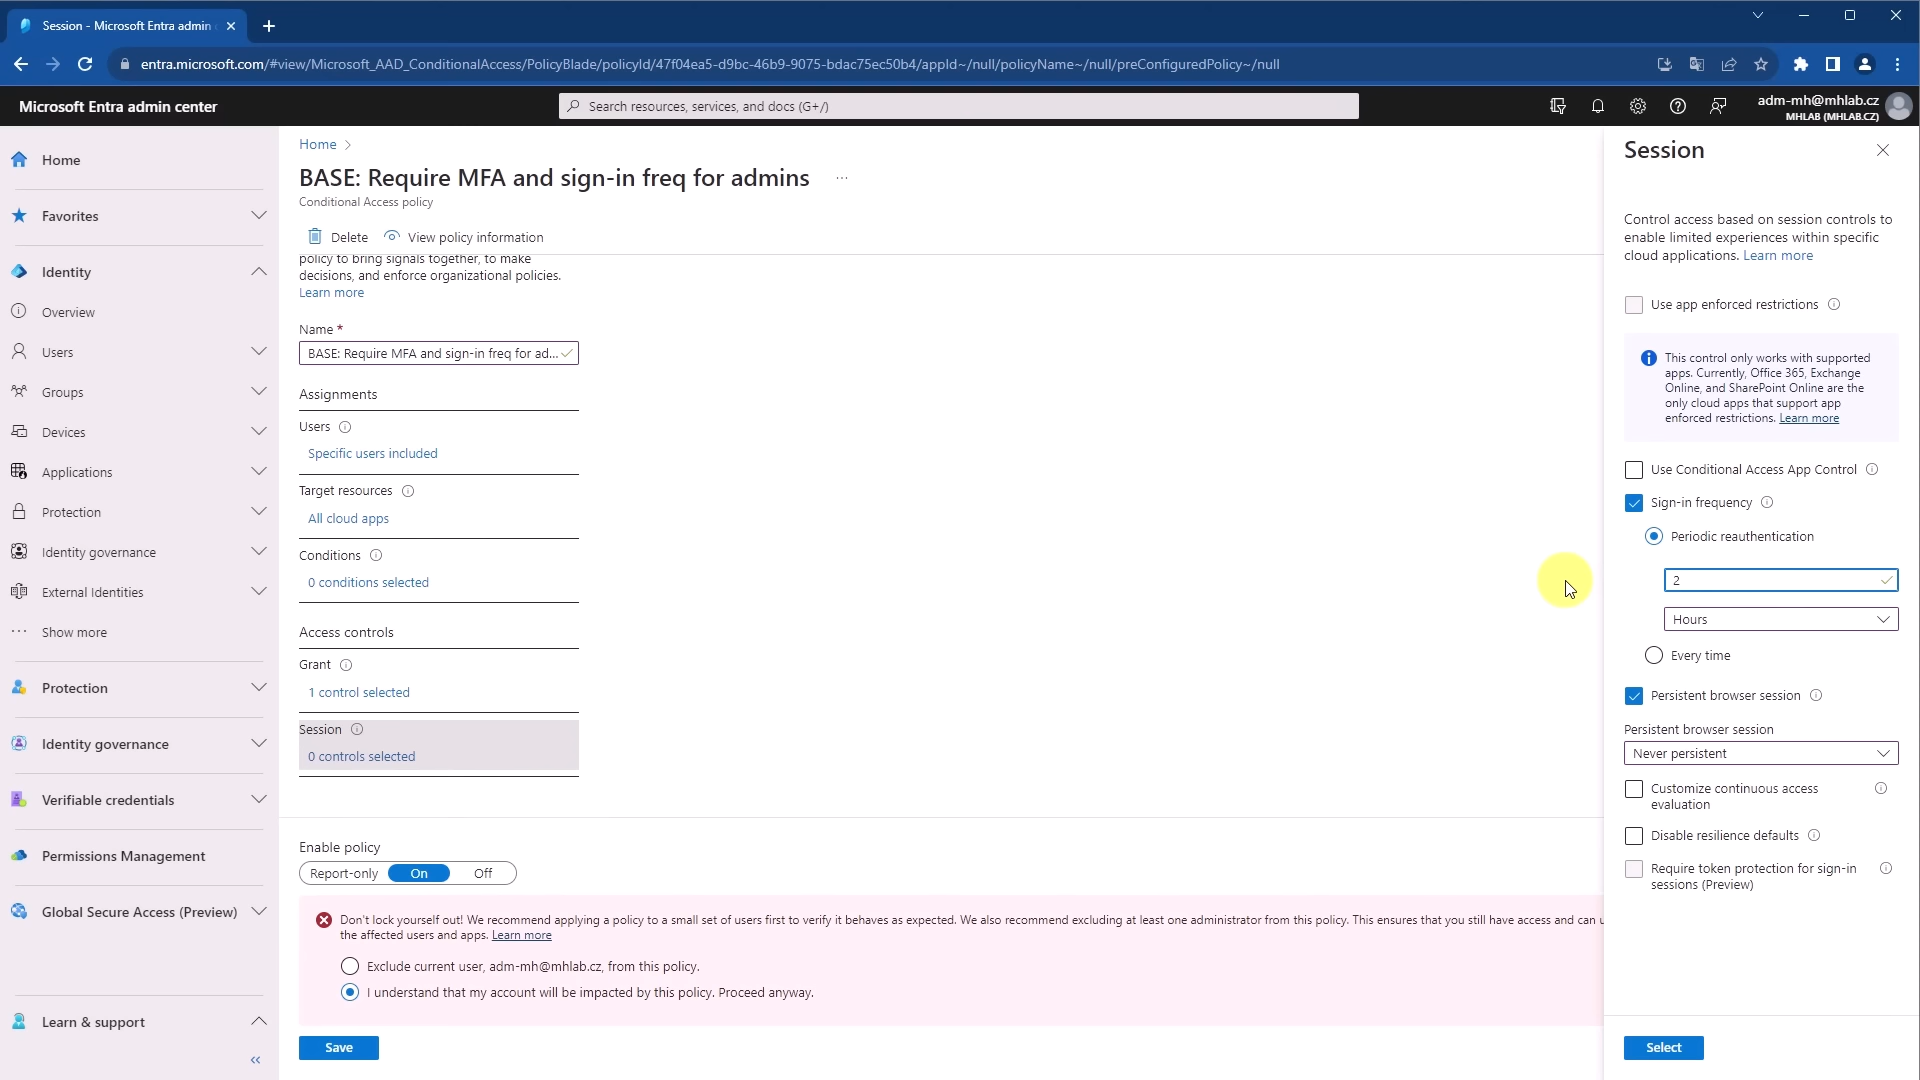 Session - Microsoft Entra admin c
entra.microsoft.com/#view/Microsoft_AAD_ConditionalAccess/PolicyBlade/policyId/47f04ea5-d9bc-46b9-9075-bdac75ec50b4/appId~/null/policyName~/null/preConfiguredPolicy~/null
Microsoft Entra admin center
Search resources, services, and docs (G+/)
adm-mh@mhlab.cz
MHLAB (MHLAB.CZ)
Home
Favorites
Identity
Overview
Users
Groups
Devices
Applications
Protection
Identity governance
External Identities
Show more
Protection
Identity governance
Verifiable credentials
Permissions Management
Global Secure Access (Preview)
Learn & support
Home
BASE: Require MFA and sign-in freq for admins
Conditional Access policy
Delete
View policy information
policy to bring signals together, to make
decisions, and enforce organizational policies.
Learn more
Name *
BASE: Require MFA and sign-in freq for ad...
Assignments
Users
Specific users included
Target resources
All cloud apps
Conditions
0 conditions selected
Access controls
Grant
1 control selected
Session
0 controls selected
Enable policy
Report-only On Off
Don't lock yourself out! We recommend applying a policy to a small set of users first to verify it behaves as expected. We also recommend excluding at least one administrator from this policy. This ensures that you still have access and can u
the affected users and apps. Learn more
Exclude current user, adm-mh@mhlab.cz, from this policy.
I understand that my account will be impacted by this policy. Proceed anyway.
Save
Session
Control access based on session controls to
enable limited experiences within specific
cloud applications. Learn more
Use app enforced restrictions
This control only works with supported
apps. Currently, Office 365, Exchange
Online, and SharePoint Online are the
only cloud apps that support app
enforced restrictions. Learn more
Use Conditional Access App Control
Sign-in frequency
Periodic reauthentication
2
Hours
Every time
Persistent browser session
Persistent browser session
Never persistent
Customize continuous access
evaluation
Disable resilience defaults
Require token protection for sign-in
sessions (Preview)
Select